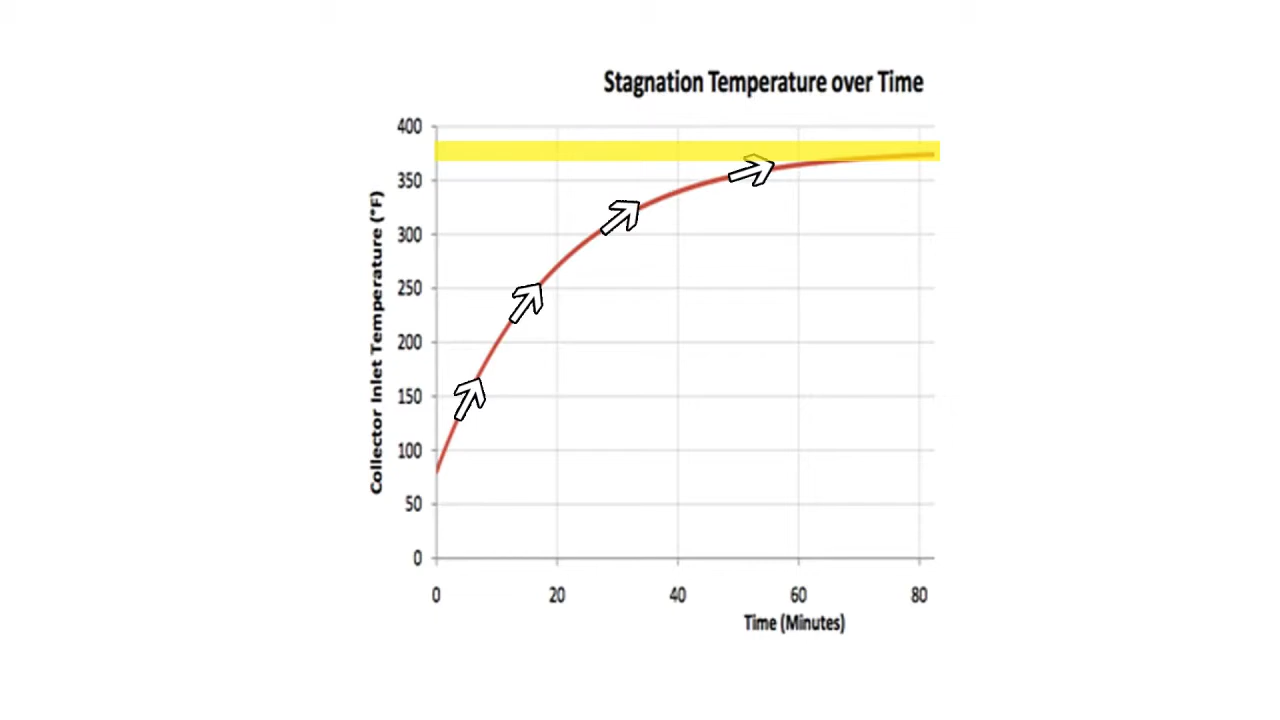 Stagnation Temperature over Time
Collector Inlet Temperature (°F)
400
350
300
250
200
150
100
50
0
0 20 40 60 80
Time (Minutes)